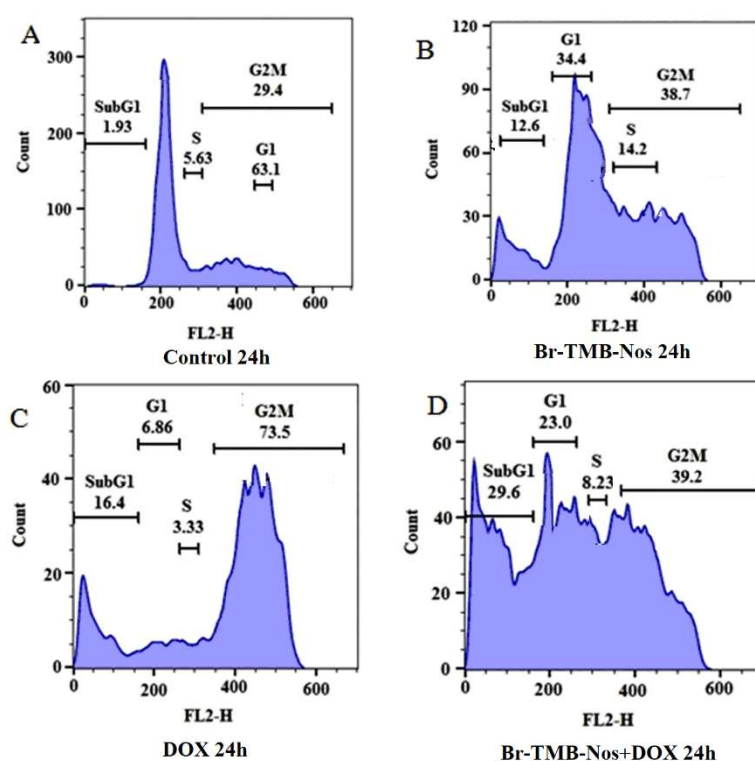 A
300
200
100
0
Count
SubG1
1.93
S
5.63
G2M
29.4
G1
63.1
0
200
400
600
FL2-H
Control 24h
B
120
90
60
30
0
Count
SubG1
12.6
G1
34.4
S
14.2
G2M
38.7
0
200
400
600
FL2-H
Br-TMB-Nos 24h
C
60
40
20
0
Count
SubG1
16.4
G1
6.86
S
3.33
G2M
73.5
0
200
400
600
FL2-H
DOX 24h
D
60
40
20
0
Count
SubG1
29.6
G1
23.0
S
8.23
G2M
39.2
0
200
400
600
FL2-H
Br-TMB-Nos+DOX 24h